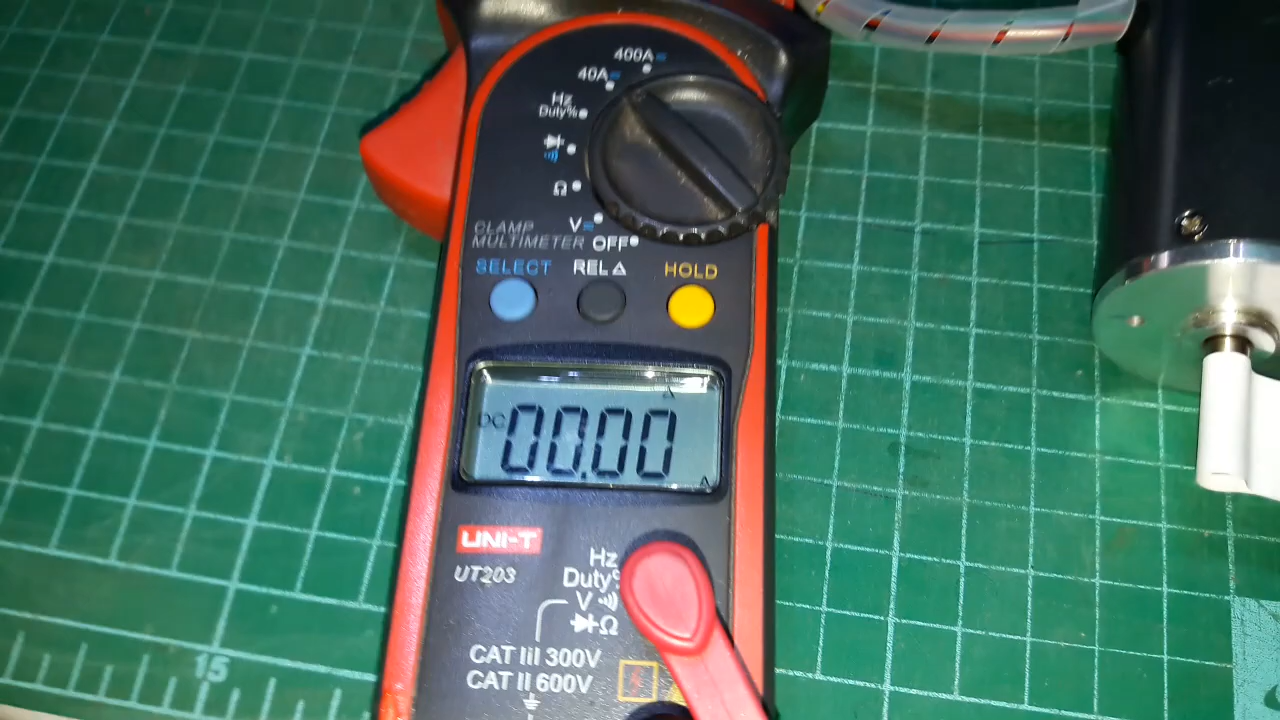 400A⎓
40A⎓
Hz
Duty%
Ω
V⎓
CLAMP
MULTIMETER OFF
SELECT REL△ HOLD
△
DC 00.00
A
UNI-T
UT203
Hz
Duty
V
Ω
CAT III 300V
CAT II 600V
15